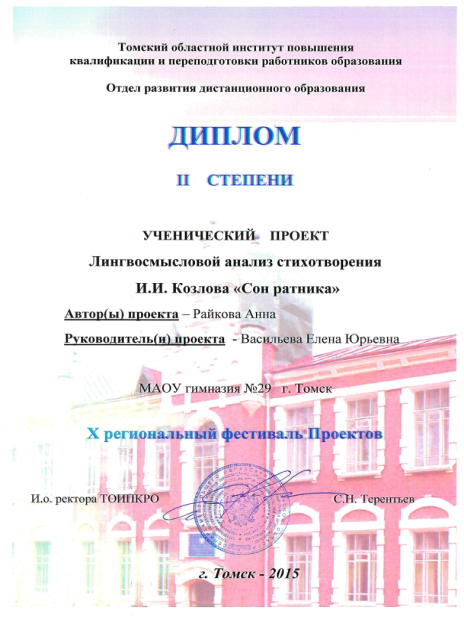 Томский областной институт повышения
квалификации и переподготовки работников образования
Отдел развития дистанционного образования
ДИПЛОМ
II СТЕПЕНИ
УЧЕНИЧЕСКИЙ ПРОЕКТ
Лингвосмысловой анализ стихотворения
И.И. Козлова «Сон ратника»
Автор(ы) проекта – Райкова Анна
Руководитель(и) проекта - Васильева Елена Юрьевна
МАОУ гимназия №29 г. Томск
X региональный фестиваль Проектов
И.о. ректора ТОИПКРО С.Н. Терентьев
г. Томск - 2015